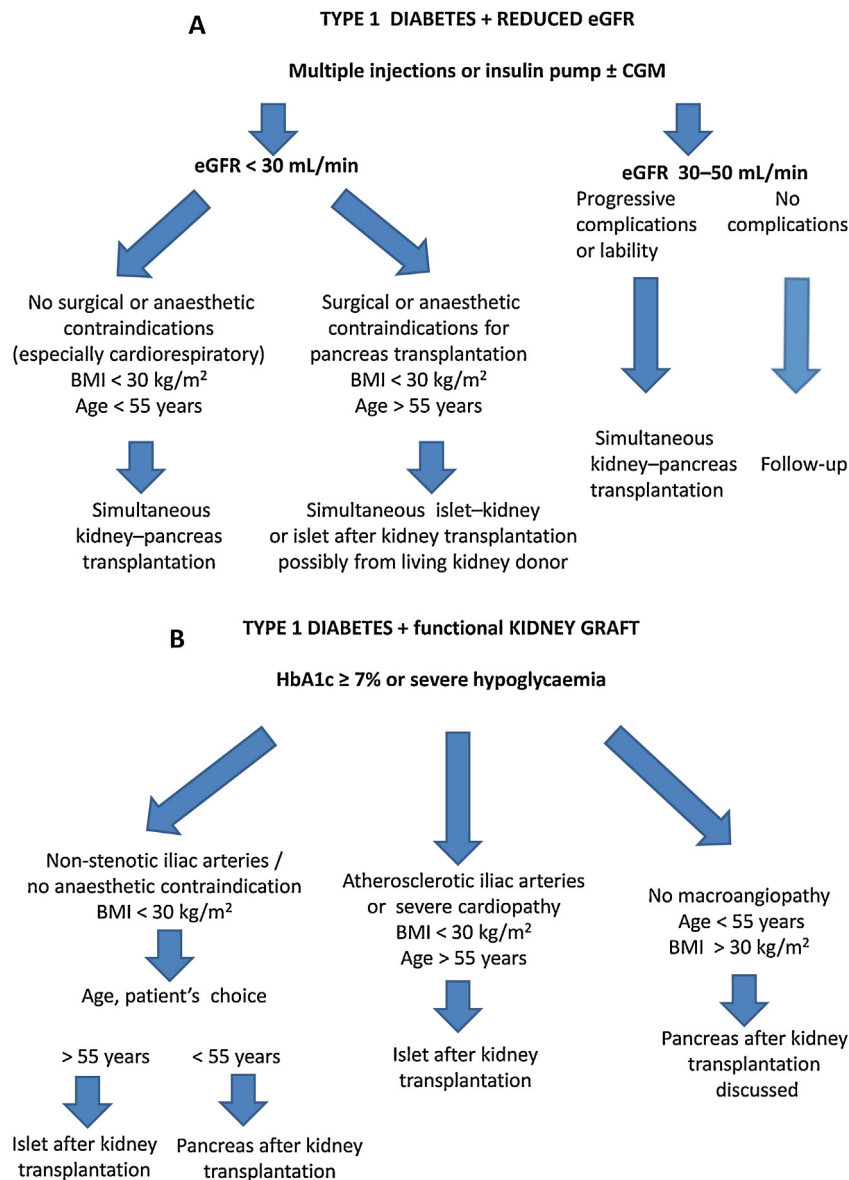 A
TYPE 1 DIABETES + REDUCED eGFR
Multiple injections or insulin pump ± CGM
eGFR < 30 mL/min
No surgical or anaesthetic
contraindications
(especially cardiorespiratory)
BMI < 30 kg/m²
Age < 55 years
Simultaneous
kidney–pancreas
transplantation
Surgical or anaesthetic
contraindications for
pancreas transplantation
BMI < 30 kg/m²
Age > 55 years
Simultaneous islet–kidney
or islet after kidney transplantation
possibly from living kidney donor
eGFR 30–50 mL/min
Progressive
complications
or lability
Simultaneous
kidney–pancreas
transplantation
No
complications
Follow-up
B
TYPE 1 DIABETES + functional KIDNEY GRAFT
HbA1c ≥ 7% or severe hypoglycaemia
Non-stenotic iliac arteries /
no anaesthetic contraindication
BMI < 30 kg/m²
Age, patient’s choice
> 55 years
Islet after kidney
transplantation
< 55 years
Pancreas after kidney
transplantation
Atherosclerotic iliac arteries
or severe cardiopathy
BMI < 30 kg/m²
Age > 55 years
Islet after kidney
transplantation
No macroangiopathy
Age < 55 years
BMI > 30 kg/m²
Pancreas after kidney
transplantation
discussed